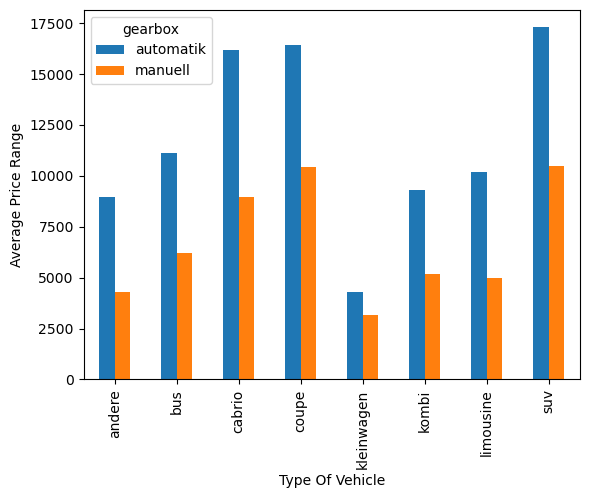 gearbox
automatik
manuell
17500
15000
12500
10000
7500
5000
2500
0
Average Price Range
andere
bus
cabrio
coupe
kleinwagen
kombi
limousine
suv
Type Of Vehicle